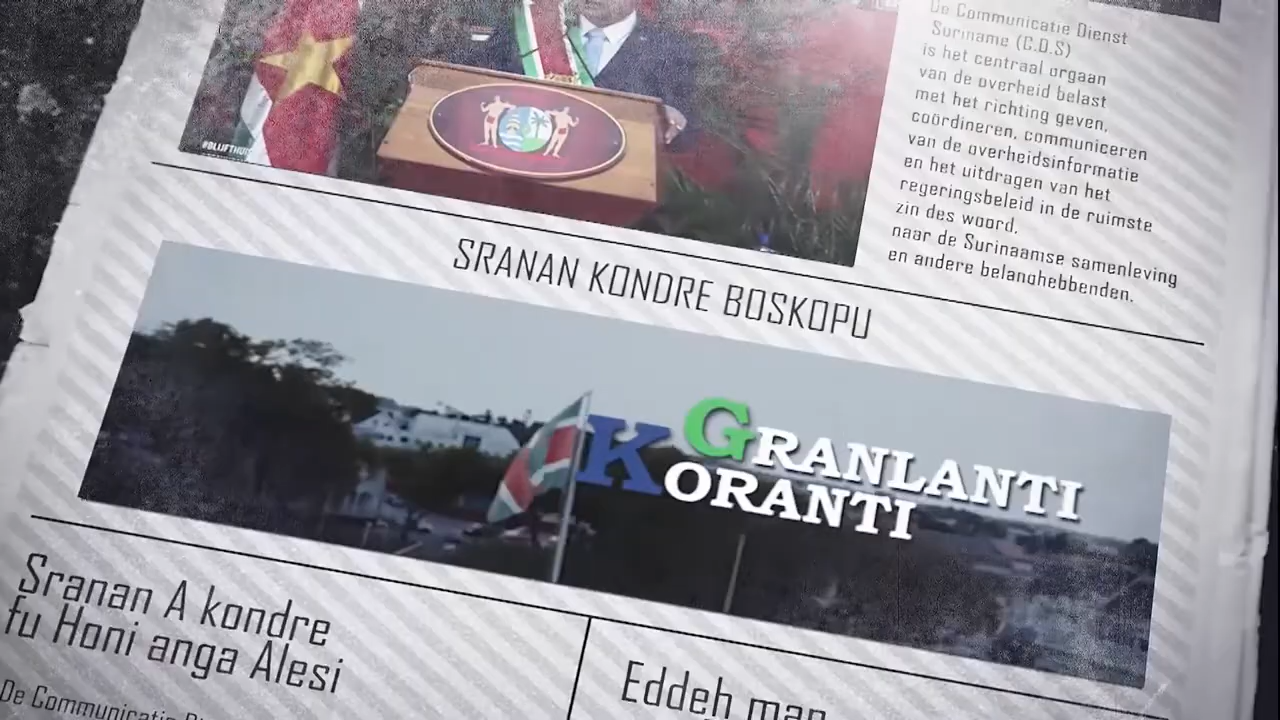 De Communicatie Dienst
Suriname (C.D.S)
is het centraal orgaan
van de overheid belast
met het richting geven,
coördineren, communiceren
van de overheidsinformatie
en het uitdragen van het
regeringsbeleid in de ruimste
zin des woord,
naar de Surinaamse samenleving
en andere belanghebbenden.
SRANAN KONDRE BOSKOPU
GRANLANTI
KORANTI
Sranan A kondre
fu Honi anga Alesi
Eddeh man
De Communicatie